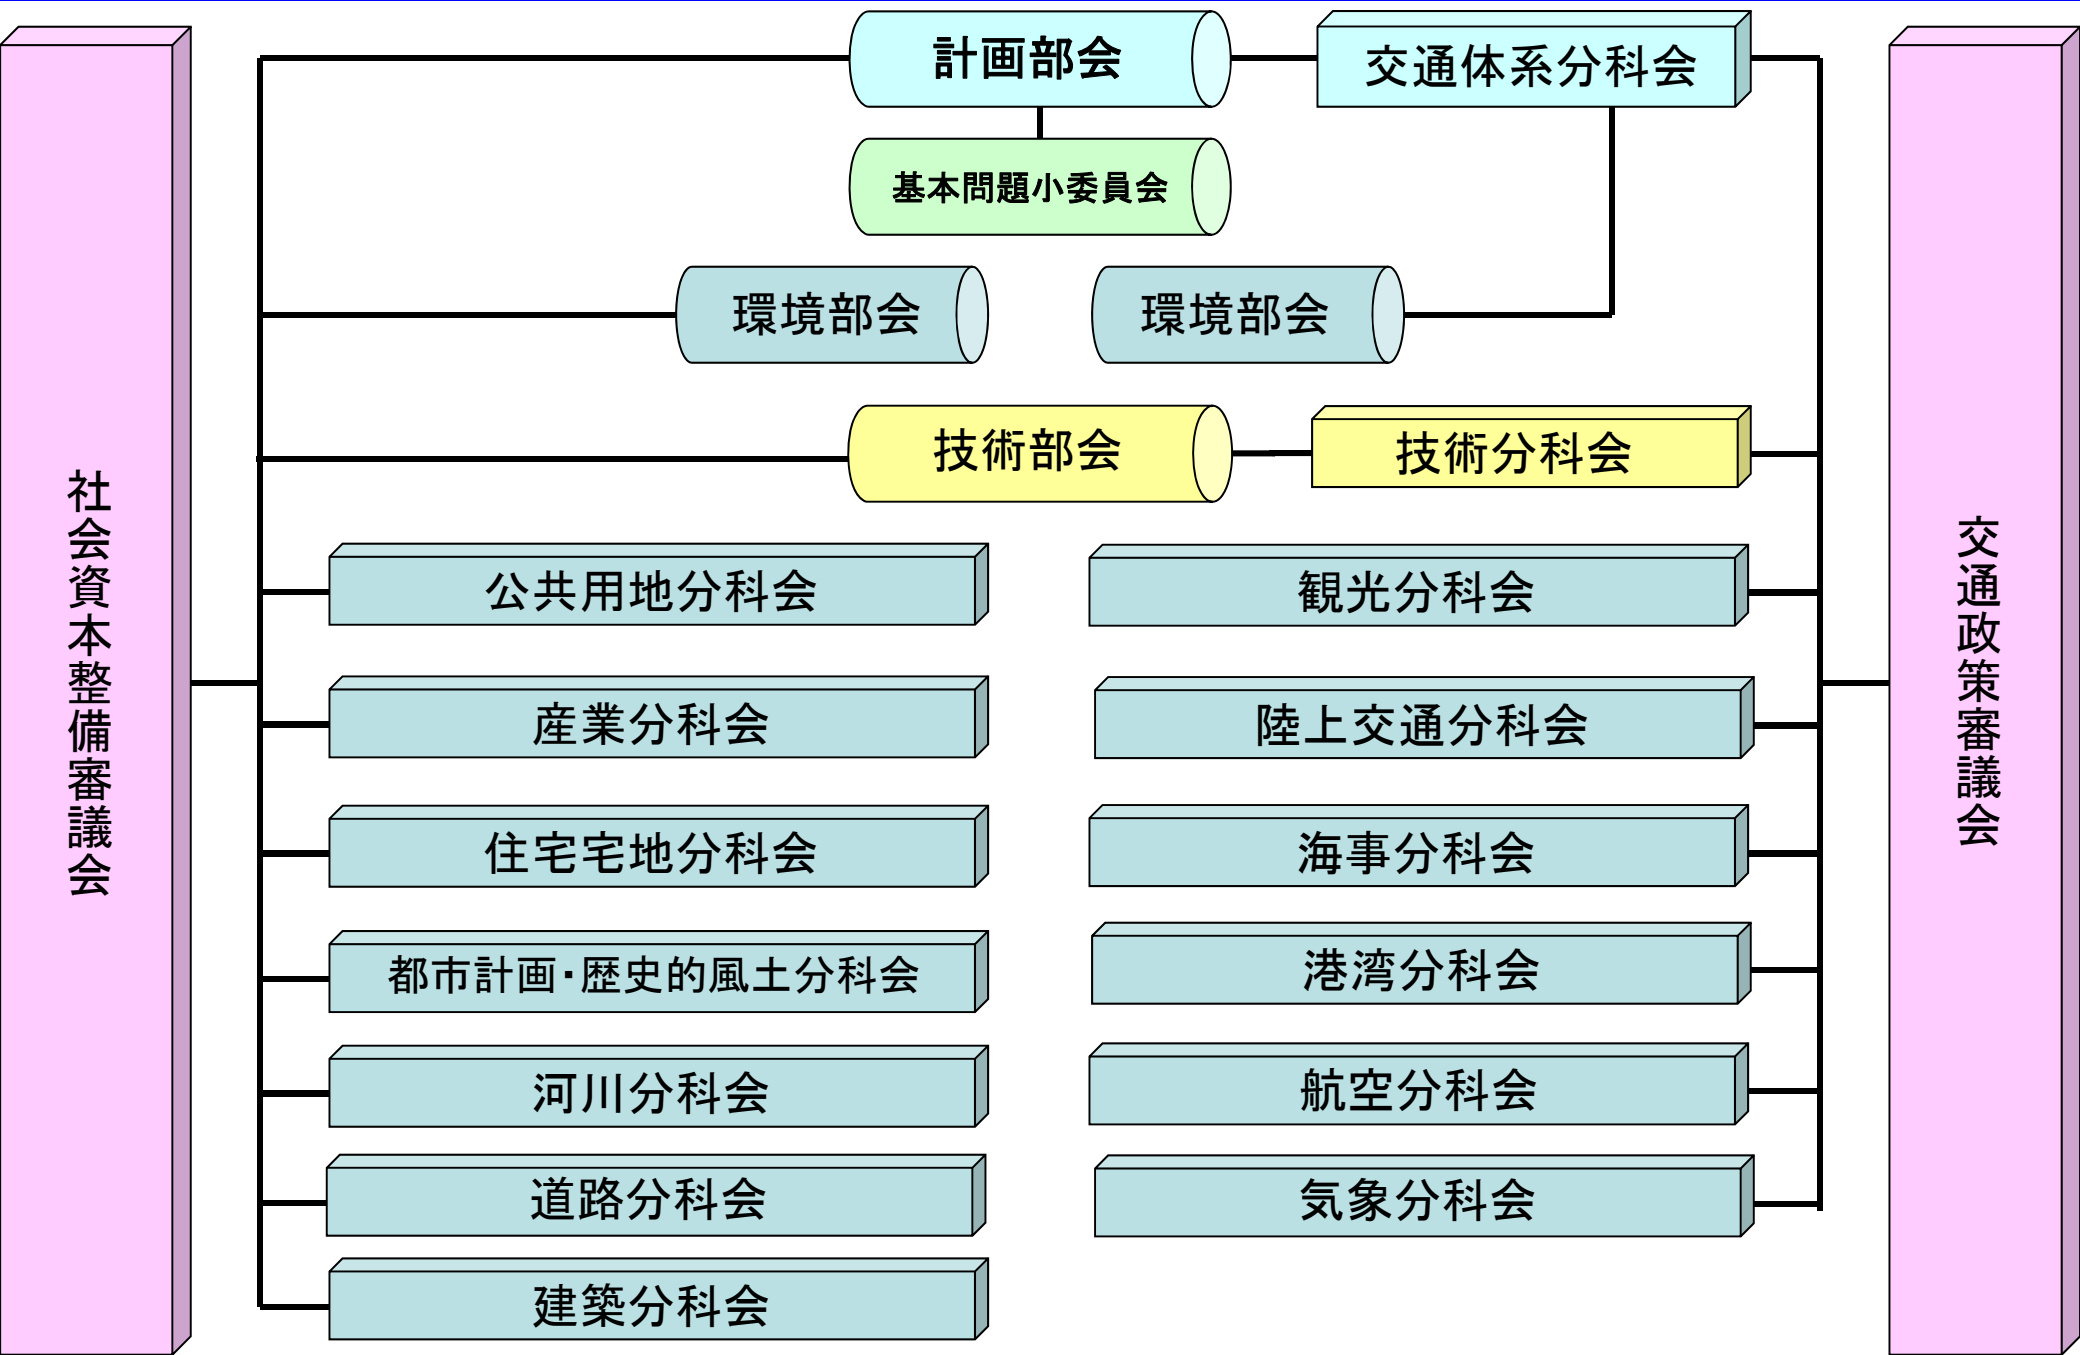 計画部会
交通体系分科会
基本問題小委員会
環境部会
環境部会
技術部会
技術分科会
社会資本整備審議会
交通政策審議会
公共用地分科会
観光分科会
産業分科会
陸上交通分科会
住宅宅地分科会
海事分科会
都市計画・歴史的風土分科会
港湾分科会
河川分科会
航空分科会
道路分科会
気象分科会
建築分科会